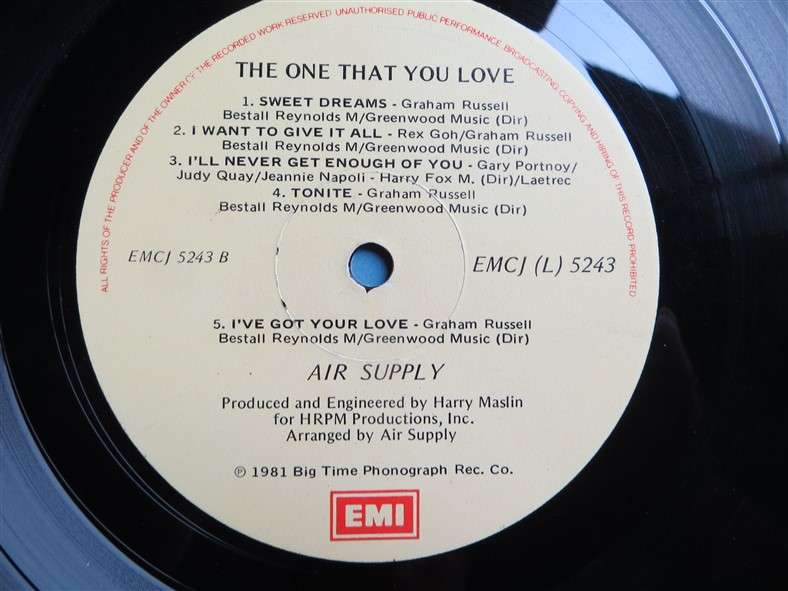 ALL RIGHTS OF THE PRODUCER AND OF THE OWNER OF THE RECORDED WORK RESERVED UNAUTHORISED PUBLIC PERFORMANCE, BROADCASTING, COPYING AND HIRING OF THIS RECORD PROHIBITED
THE ONE THAT YOU LOVE
1. SWEET DREAMS - Graham Russell
Bestall Reynolds M/Greenwood Music (Dir)
2. I WANT TO GIVE IT ALL - Rex Goh/Graham Russell
Bestall Reynolds M/Greenwood Music (Dir)
3. I'LL NEVER GET ENOUGH OF YOU - Gary Portnoy/
Judy Quay/Jeannie Napoli - Harry Fox M. (Dir)/Laetrec
4. TONITE - Graham Russell
Bestall Reynolds M/Greenwood Music (Dir)
EMCJ 5243 B
EMCJ (L) 5243
5. I'VE GOT YOUR LOVE - Graham Russell
Bestall Reynolds M/Greenwood Music (Dir)
AIR SUPPLY
Produced and Engineered by Harry Maslin
for HRPM Productions, Inc.
Arranged by Air Supply
℗ 1981 Big Time Phonograph Rec. Co.
EMI